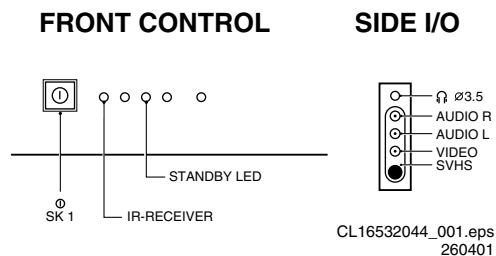 FRONT CONTROL
SIDE I/O
ø3.5
AUDIO R
AUDIO L
VIDEO
SVHS
STANDBY LED
SK 1
IR-RECEIVER
CL16532044_001.eps
260401